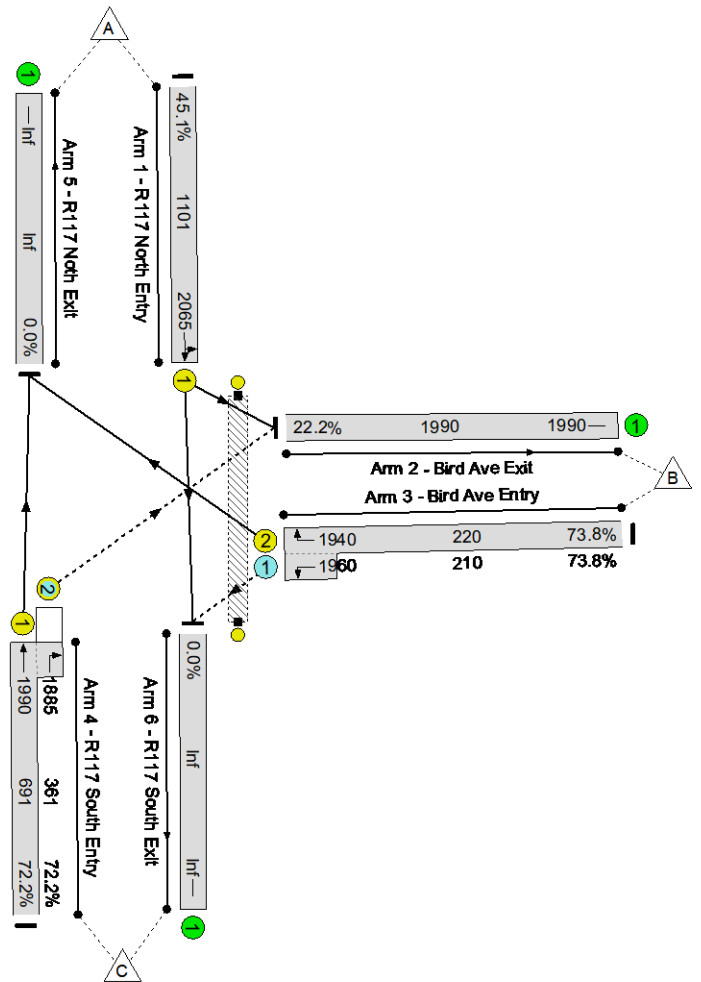 A
1
Inf
Inf
0.0%
Arm 5 - R117 Noth Exit
Arm 1 - R117 North Entry
45.1%
1101
2065
1
22.2%
1990
1990
1
Arm 2 - Bird Ave Exit
Arm 3 - Bird Ave Entry
B
2
1940
220
73.8%
1
1960
210
73.8%
2
1
1990
691
72.2%
1885
361
72.2%
Arm 4 - R117 South Entry
Arm 6 - R117 South Exit
0.0%
Inf
Inf
1
C